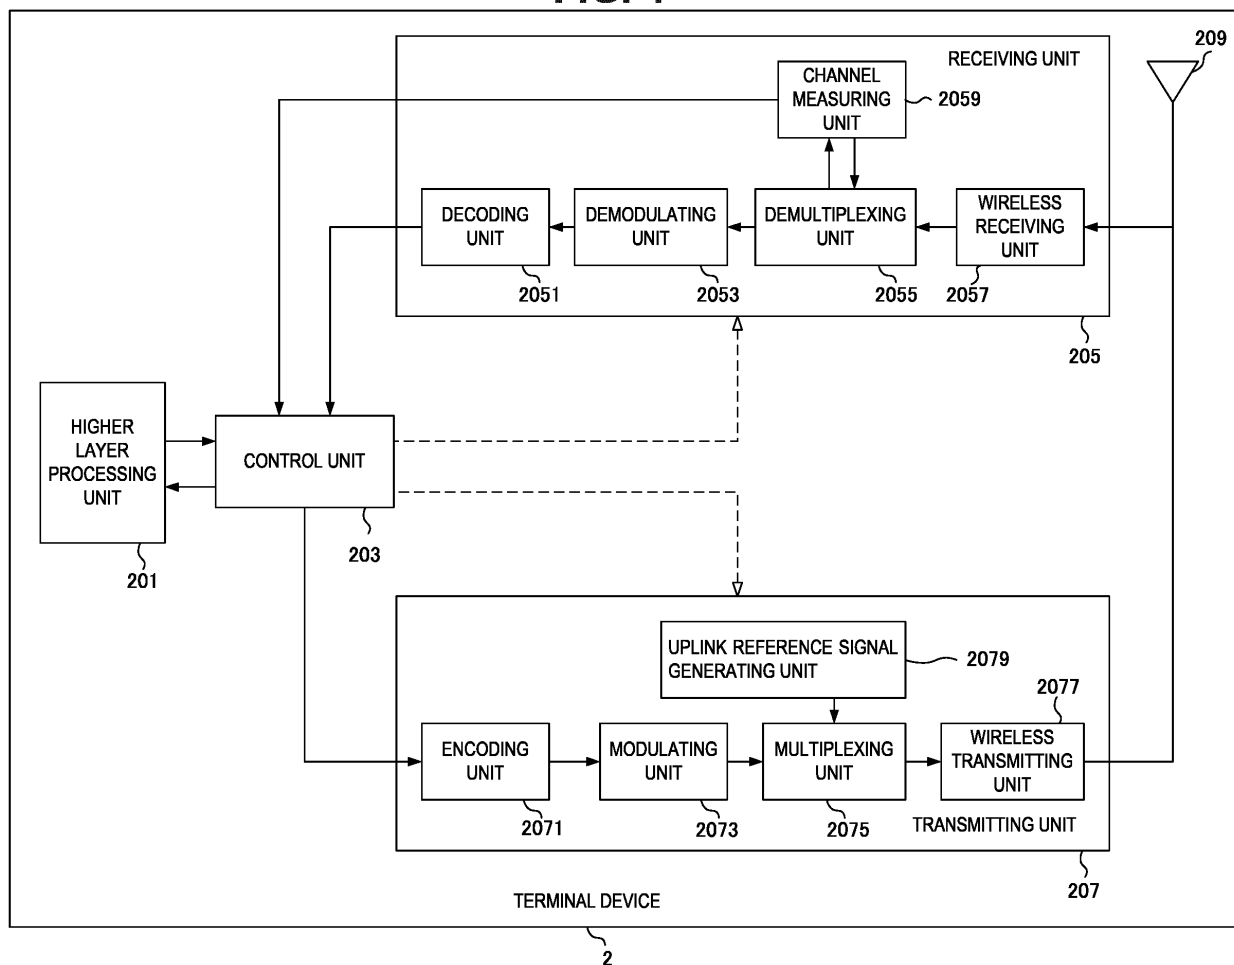 RECEIVING UNIT
209
CHANNEL
MEASURING
UNIT
2059
DECODING
UNIT
2051
DEMODULATING
UNIT
2053
DEMULTIPLEXING
UNIT
2055
WIRELESS
RECEIVING
UNIT
2057
205
HIGHER
LAYER
PROCESSING
UNIT
201
CONTROL UNIT
203
UPLINK REFERENCE SIGNAL
GENERATING UNIT
2079
2077
ENCODING
UNIT
2071
MODULATING
UNIT
2073
MULTIPLEXING
UNIT
2075
WIRELESS
TRANSMITTING
UNIT
TRANSMITTING UNIT
207
TERMINAL DEVICE
2